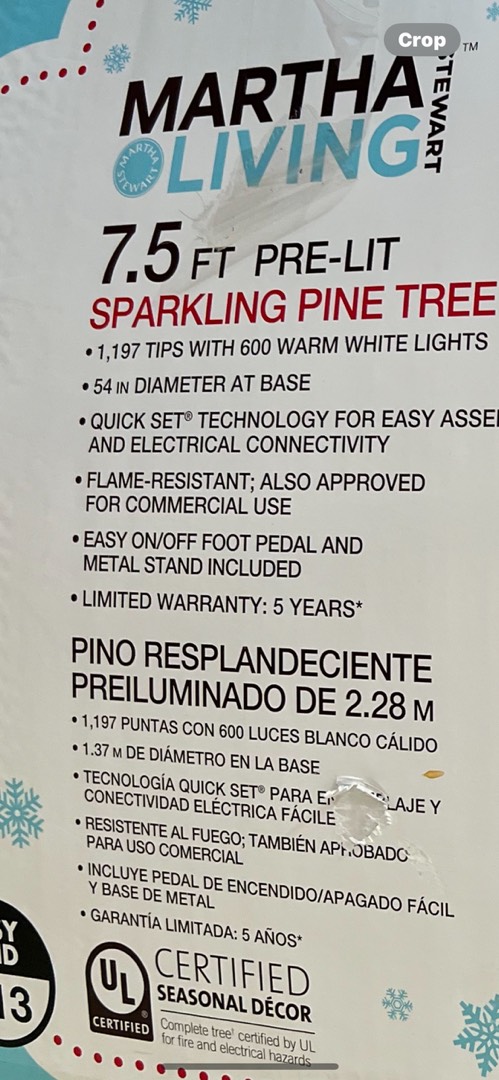 Crop
MARTHA
STEWART
TM
LIVING
MARTHA STEWART
7.5 FT PRE-LIT
SPARKLING PINE TREE
• 1,197 TIPS WITH 600 WARM WHITE LIGHTS
• 54 IN DIAMETER AT BASE
• QUICK SET® TECHNOLOGY FOR EASY ASSE
AND ELECTRICAL CONNECTIVITY
• FLAME-RESISTANT; ALSO APPROVED
FOR COMMERCIAL USE
• EASY ON/OFF FOOT PEDAL AND
METAL STAND INCLUDED
• LIMITED WARRANTY: 5 YEARS*
PINO RESPLANDECIENTE
PREILUMINADO DE 2.28 M
• 1,197 PUNTAS CON 600 LUCES BLANCO CÁLIDO
• 1.37 M DE DIÁMETRO EN LA BASE
• TECNOLOGÍA QUICK SET® PARA LAJE Y
CONECTIVIDAD ELÉCTRICA FÁCILE
• RESISTENTE AL FUEGO; TAMBIÉN APROBADO
PARA USO COMERCIAL
• INCLUYE PEDAL DE ENCENDIDO/APAGADO FÁCIL
Y BASE DE METAL
• GARANTÍA LIMITADA: 5 AÑOS*
13
UL
CERTIFIED
®
CERTIFIED
SEASONAL DÉCOR
Complete tree† certified by UL
for fire and electrical hazards